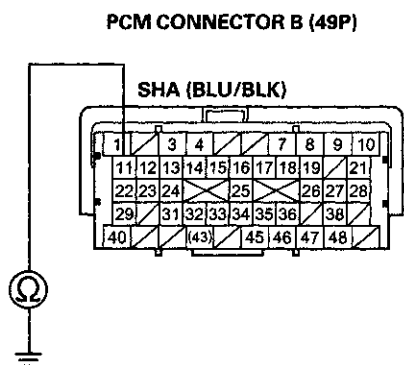 PCM CONNECTOR B (49P)
SHA (BLU/BLK)
1 3 4 7 8 9 10
11 12 13 14 15 16 17 18 19 21
22 23 24 25 26 27 28
29 31 32 33 34 35 36 38
40 (43) 45 46 47 48
Ω